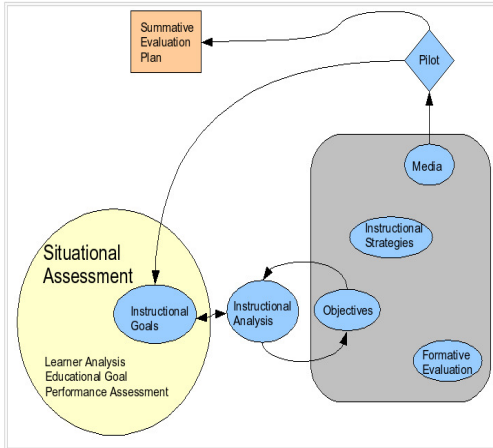 Summative
Evaluation
Plan
Pilot
Media
Instructional
Strategies
Situational
Assessment
Instructional
Goals
Instructional
Analysis
Objectives
Learner Analysis
Educational Goal
Performance Assessment
Formative
Evaluation